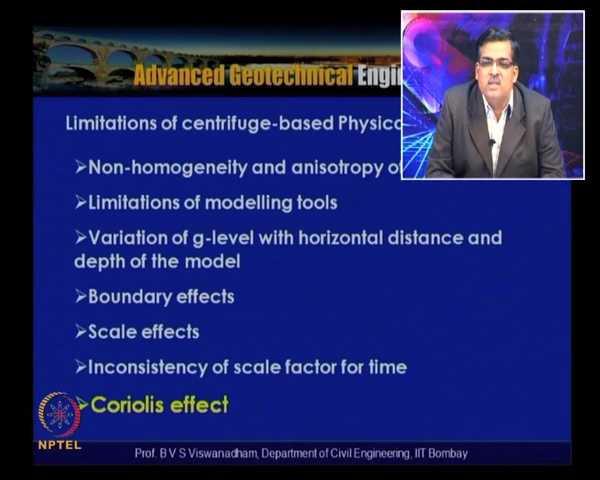 Advanced Geotechnical Engi
Limitations of centrifuge-based Physica
➢Non-homogeneity and anisotropy of
➢Limitations of modelling tools
➢Variation of g-level with horizontal distance and
depth of the model
➢Boundary effects
➢Scale effects
➢Inconsistency of scale factor for time
➢Coriolis effect
NPTEL
Prof. B V S Viswanadham, Department of Civil Engineering, IIT Bombay